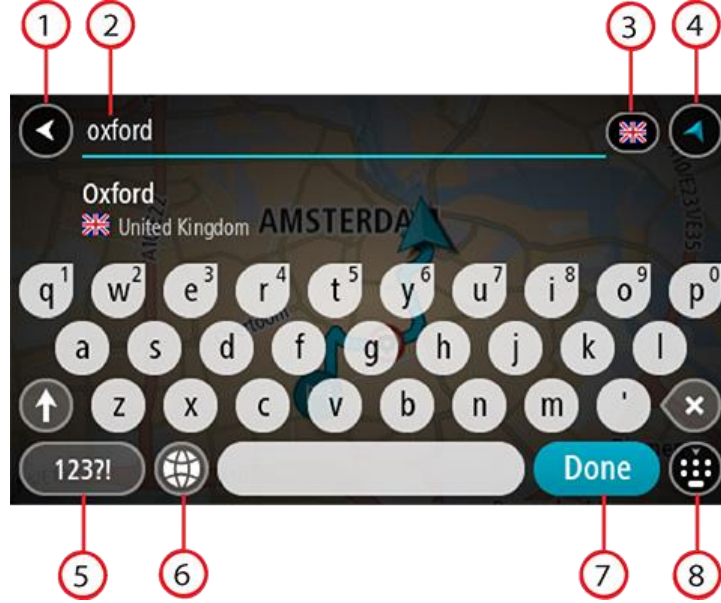 1 2 3 4
oxford
Oxford
United Kingdom
AMSTERDA
q1 w2 e3 r4 t5 y6 u7 i8 o9 p0
a s d f g h j k l
z x c v b n m '
123?! Done
5 6 7 8